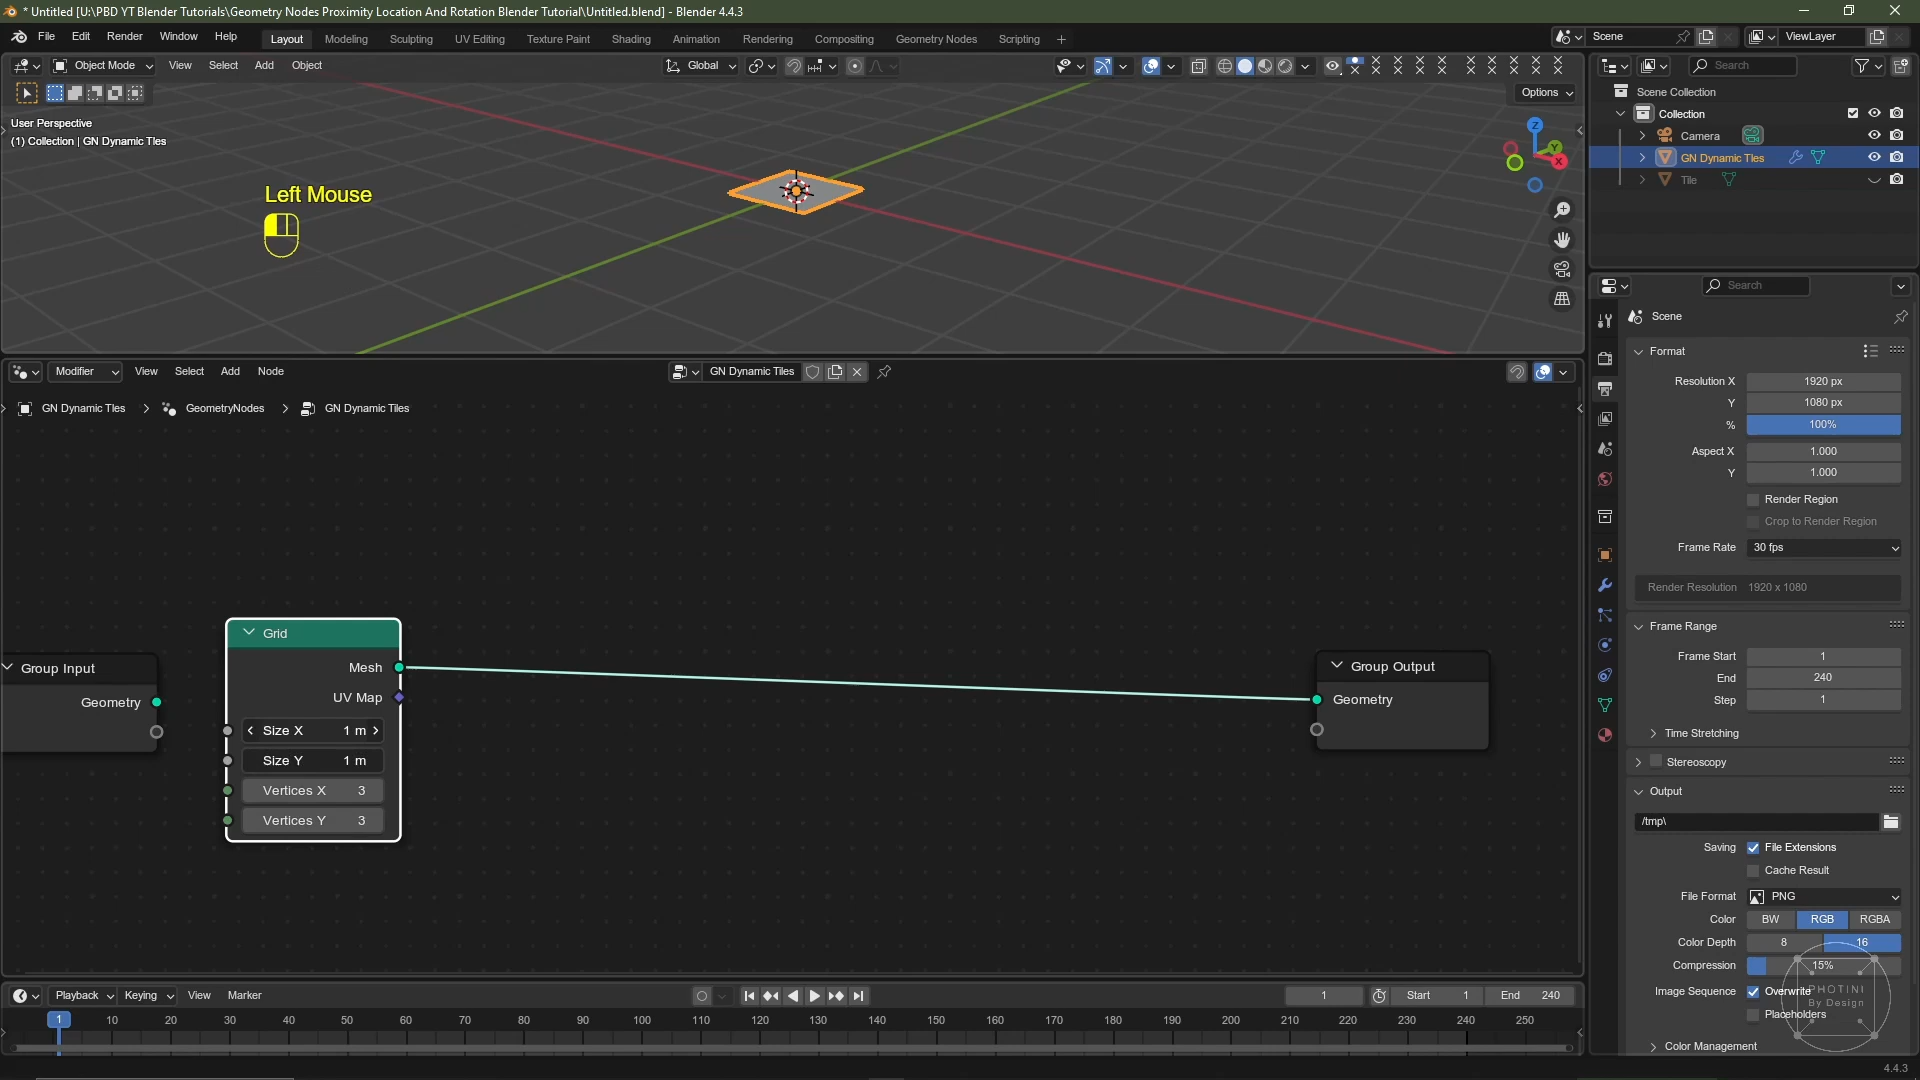 * Untitled [U:\PBD YT Blender Tutorials\Geometry Nodes Proximity Location And Rotation Blender Tutorial\Untitled.blend] - Blender 4.4.3
File Edit Render Window Help Layout Modeling Sculpting UV Editing Texture Paint Shading Animation Rendering Compositing Geometry Nodes Scripting + Scene ViewLayer
Object Mode View Select Add Object Global Search
Options
User Perspective
(1) Collection | GN Dynamic TIes
Left Mouse
Z
Y
X
Scene Collection
Collection
Camera
GN Dynamic TIes
Tile
Search
Scene
Format
Resolution X 1920 px
Y 1080 px
% 100%
Aspect X 1.000
Y 1.000
Render Region
Crop to Render Region
Frame Rate 30 fps
Render Resolution 1920 x 1080
Frame Range
Frame Start 1
End 240
Step 1
Time Stretching
Stereoscopy
Output
/tmp\
Saving File Extensions
Cache Result
File Format PNG
Color BW RGB RGBA
Color Depth 8 16
Compression 15%
Image Sequence Overwrite
Placeholders
Color Management
PHOTINI
By Design
Modifier View Select Add Node GN Dynamic TIes
GN Dynamic TIes > GeometryNodes > GN Dynamic TIes
Group Input
Geometry
Grid
Mesh
UV Map
Size X 1 m
Size Y 1 m
Vertices X 3
Vertices Y 3
Group Output
Geometry
Playback Keying View Marker 1 Start 1 End 240
1 10 20 30 40 50 60 70 80 90 100 110 120 130 140 150 160 170 180 190 200 210 220 230 240 250
4.4.3